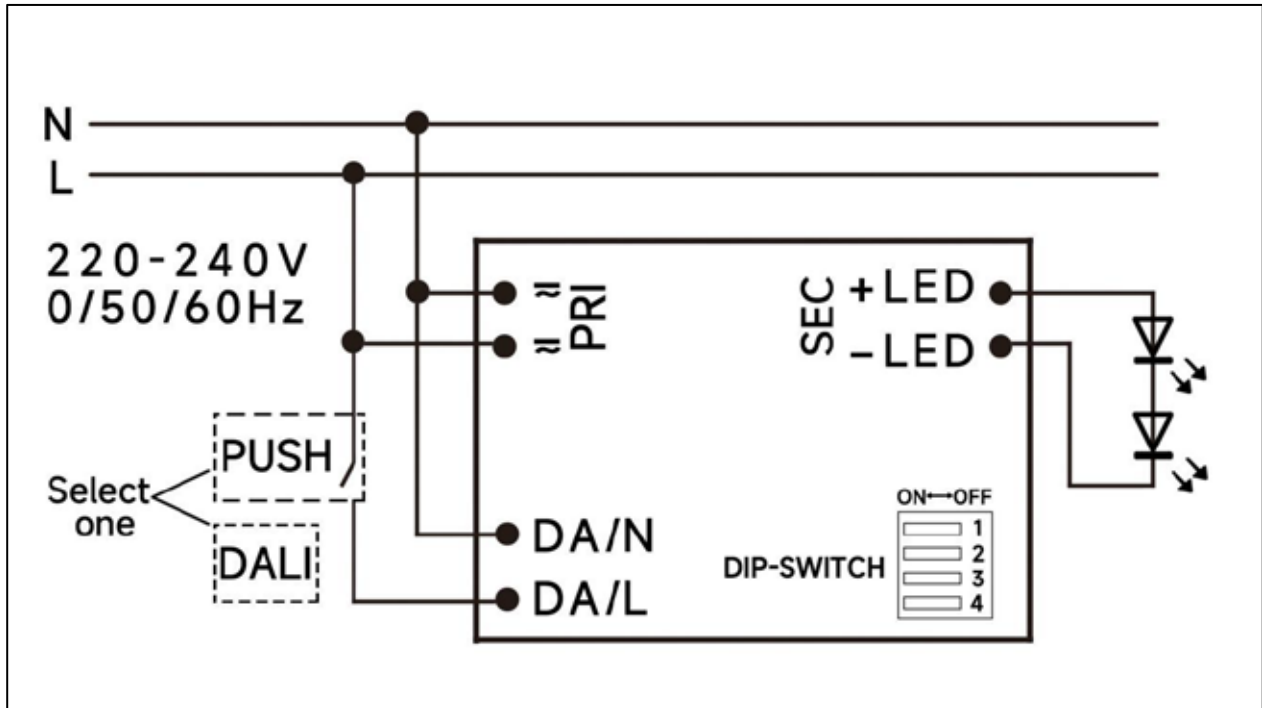 N
L
220-240V
0/50/60Hz
PRI
SEC
+LED
-LED
PUSH
Select
one
DALI
DA/N
DA/L
DIP-SWITCH
ON↔OFF
1
2
3
4